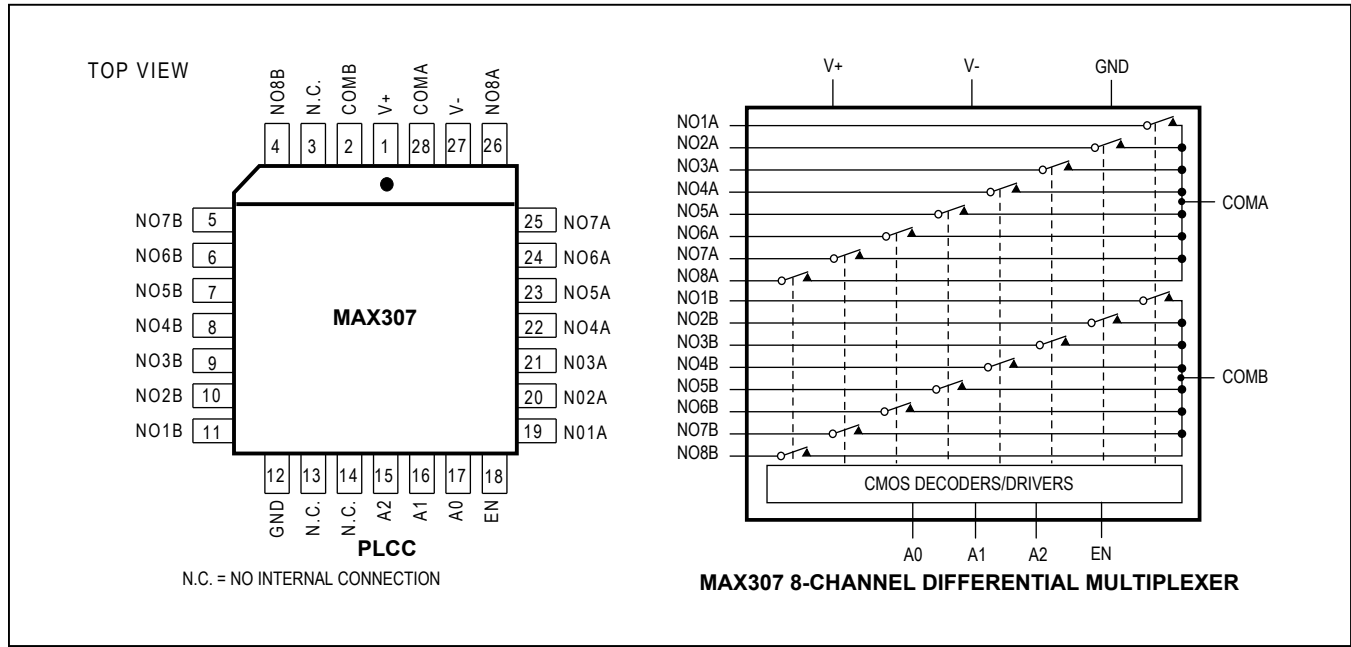 TOP VIEW
NO8B
N.C.
COMB
V+
COMA
V-
NO8A
4 3 2 1 28 27 26
NO7B 5
NO6B 6
NO5B 7
NO4B 8
NO3B 9
NO2B 10
NO1B 11
MAX307
25 NO7A
24 NO6A
23 NO5A
22 NO4A
21 N03A
20 N02A
19 N01A
12 13 14 15 16 17 18
GND
N.C.
N.C.
A2
A1
A0
EN
PLCC
N.C. = NO INTERNAL CONNECTION
V+ V- GND
NO1A
NO2A
NO3A
NO4A
NO5A
NO6A
NO7A
NO8A
NO1B
NO2B
NO3B
NO4B
NO5B
NO6B
NO7B
NO8B
COMA
COMB
CMOS DECODERS/DRIVERS
A0 A1 A2 EN
MAX307 8-CHANNEL DIFFERENTIAL MULTIPLEXER